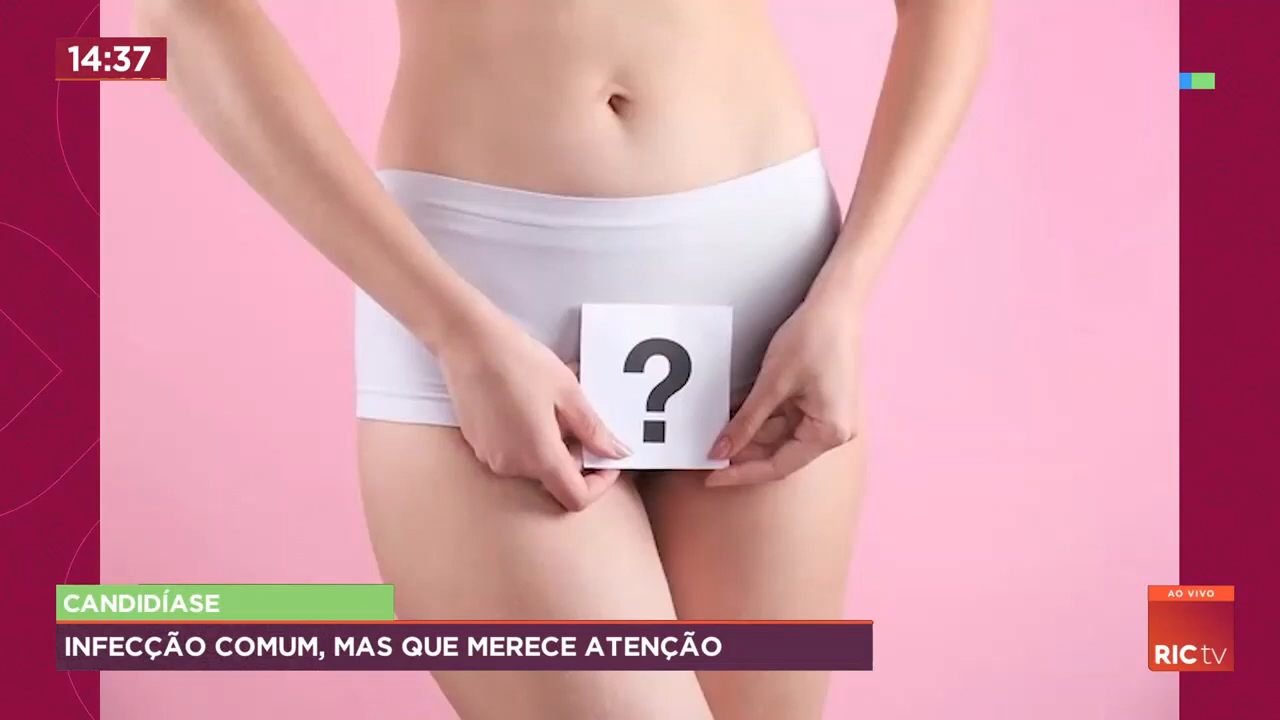 14:37
?
CANDIDÍASE
INFECÇÃO COMUM, MAS QUE MERECE ATENÇÃO
AO VIVO
RIC tv